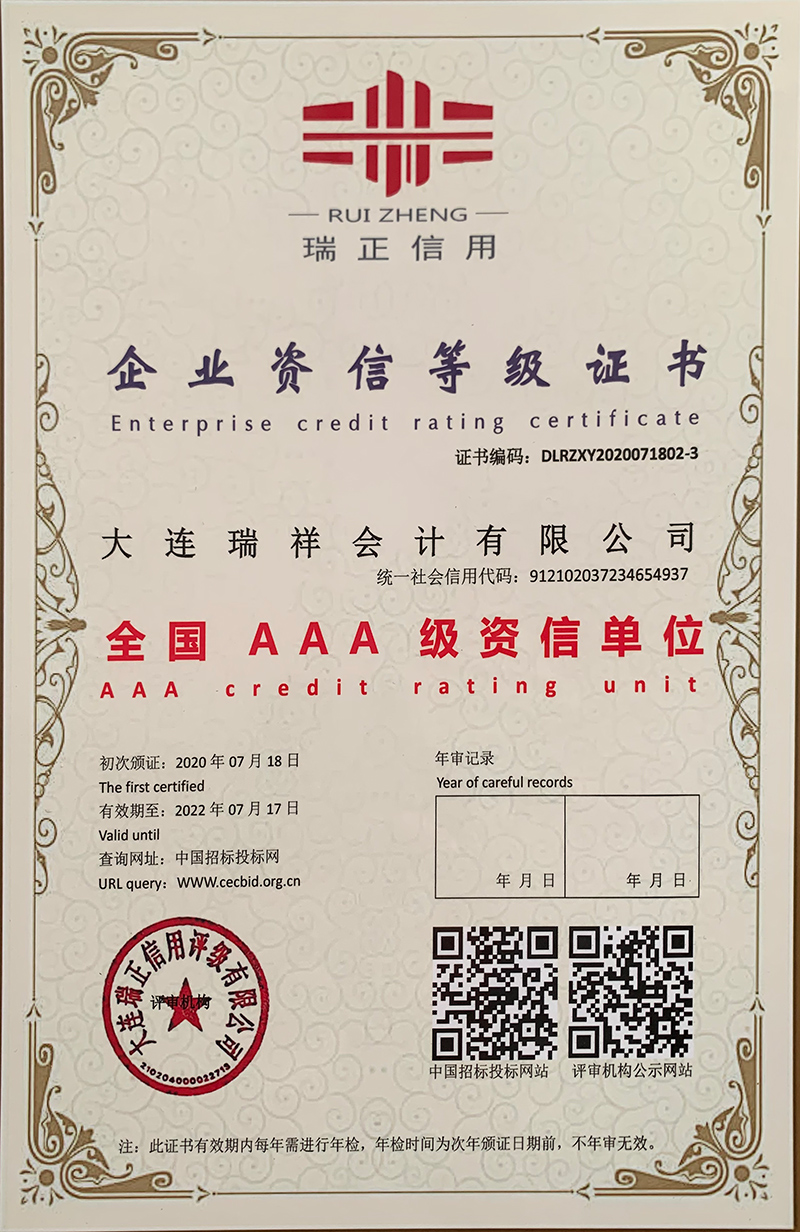 RUI ZHENG
瑞正信用
企业资信等级证书
Enterprise credit rating certificate
证书编码：DLRZXY2020071802-3
大连瑞祥会计有限公司
统一社会信用代码：912102037234654937
全国 AAA 级资信单位
AAA credit rating unit
初次颁证：2020 年 07 月 18 日
The first certified
有效期至：2022 年 07 月 17 日
Valid until
查询网址：中国招标投标网
URL query：WWW.cecbid.org.cn
年审记录
Year of careful records
年 月 日
年 月 日
大连瑞正信用评级有限公司
评审机构
210204000022713
中国招标投标网站
评审机构公示网站
注：此证书有效期内每年需进行年检，年检时间为次年颁证日期前，不年审无效。